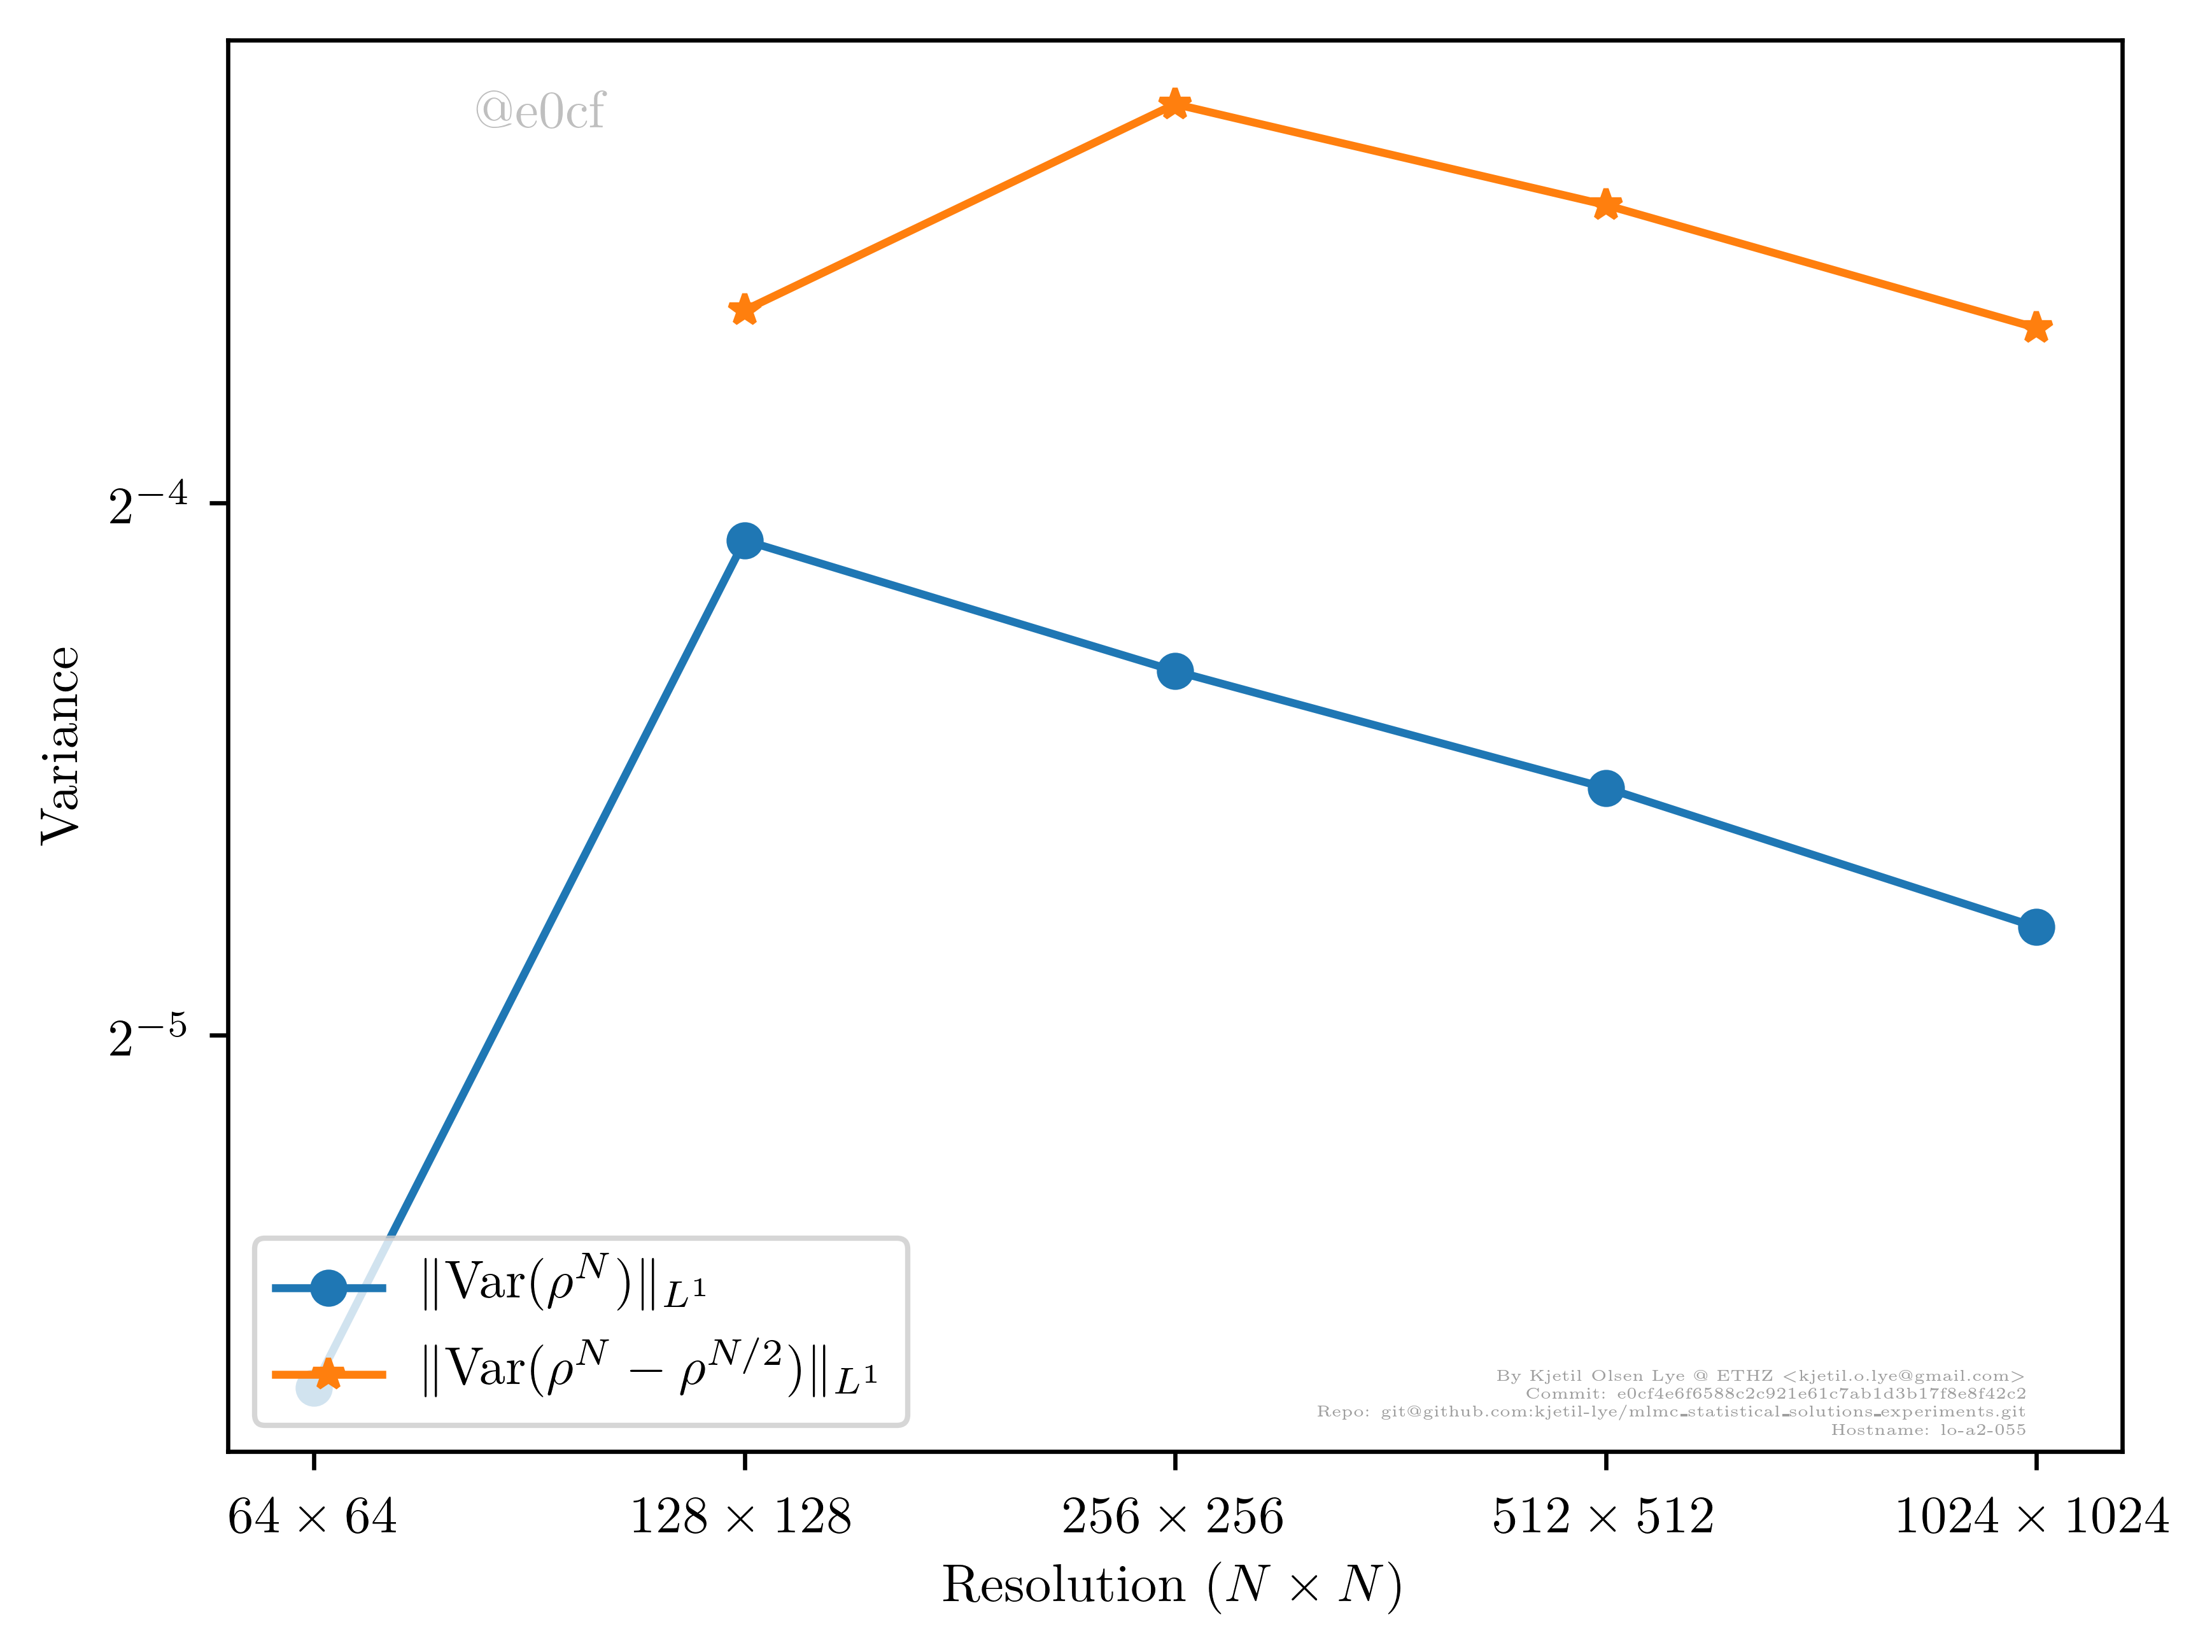 @e0cf
Variance
2⁻⁴
2⁻⁵
‖Var(ρ^N)‖_{L^1}
‖Var(ρ^N − ρ^{N/2})‖_{L^1}
By Kjetil Olsen Lye @ ETHZ <kjetil.o.lye@gmail.com>
Commit: e0cf4e6f6588c2c921e61c7ab1d3b17f8e8f42c2
Repo: git@github.com:kjetil-lye/mlmc_statistical_solutions_experiments.git
Hostname: lo-a2-055
64 × 64 128 × 128 256 × 256 512 × 512 1024 × 1024
Resolution (N × N)